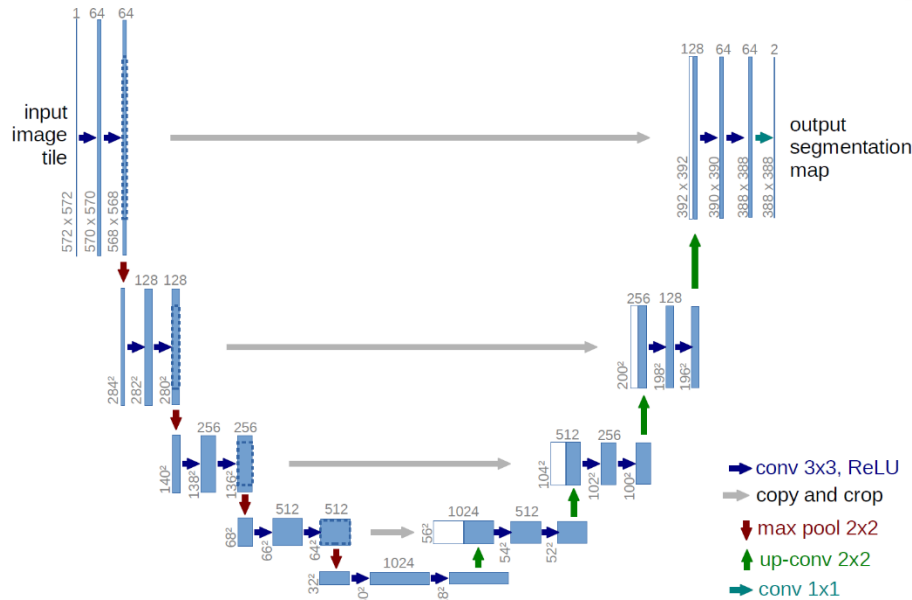 1 64 64
128 64 64 2
input
image
tile
output
segmentation
map
572 x 572
570 x 570
568 x 568
392 x 392
390 x 390
388 x 388
388 x 388
128 128
256 128
284²
282²
280²
200²
198²
196²
256 256
512 256
140²
138²
136²
104²
102²
100²
512 512
1024 512
68²
66²
64²
56²
54²
52²
1024
32²
0²
8²
conv 3x3, ReLU
copy and crop
max pool 2x2
up-conv 2x2
conv 1x1